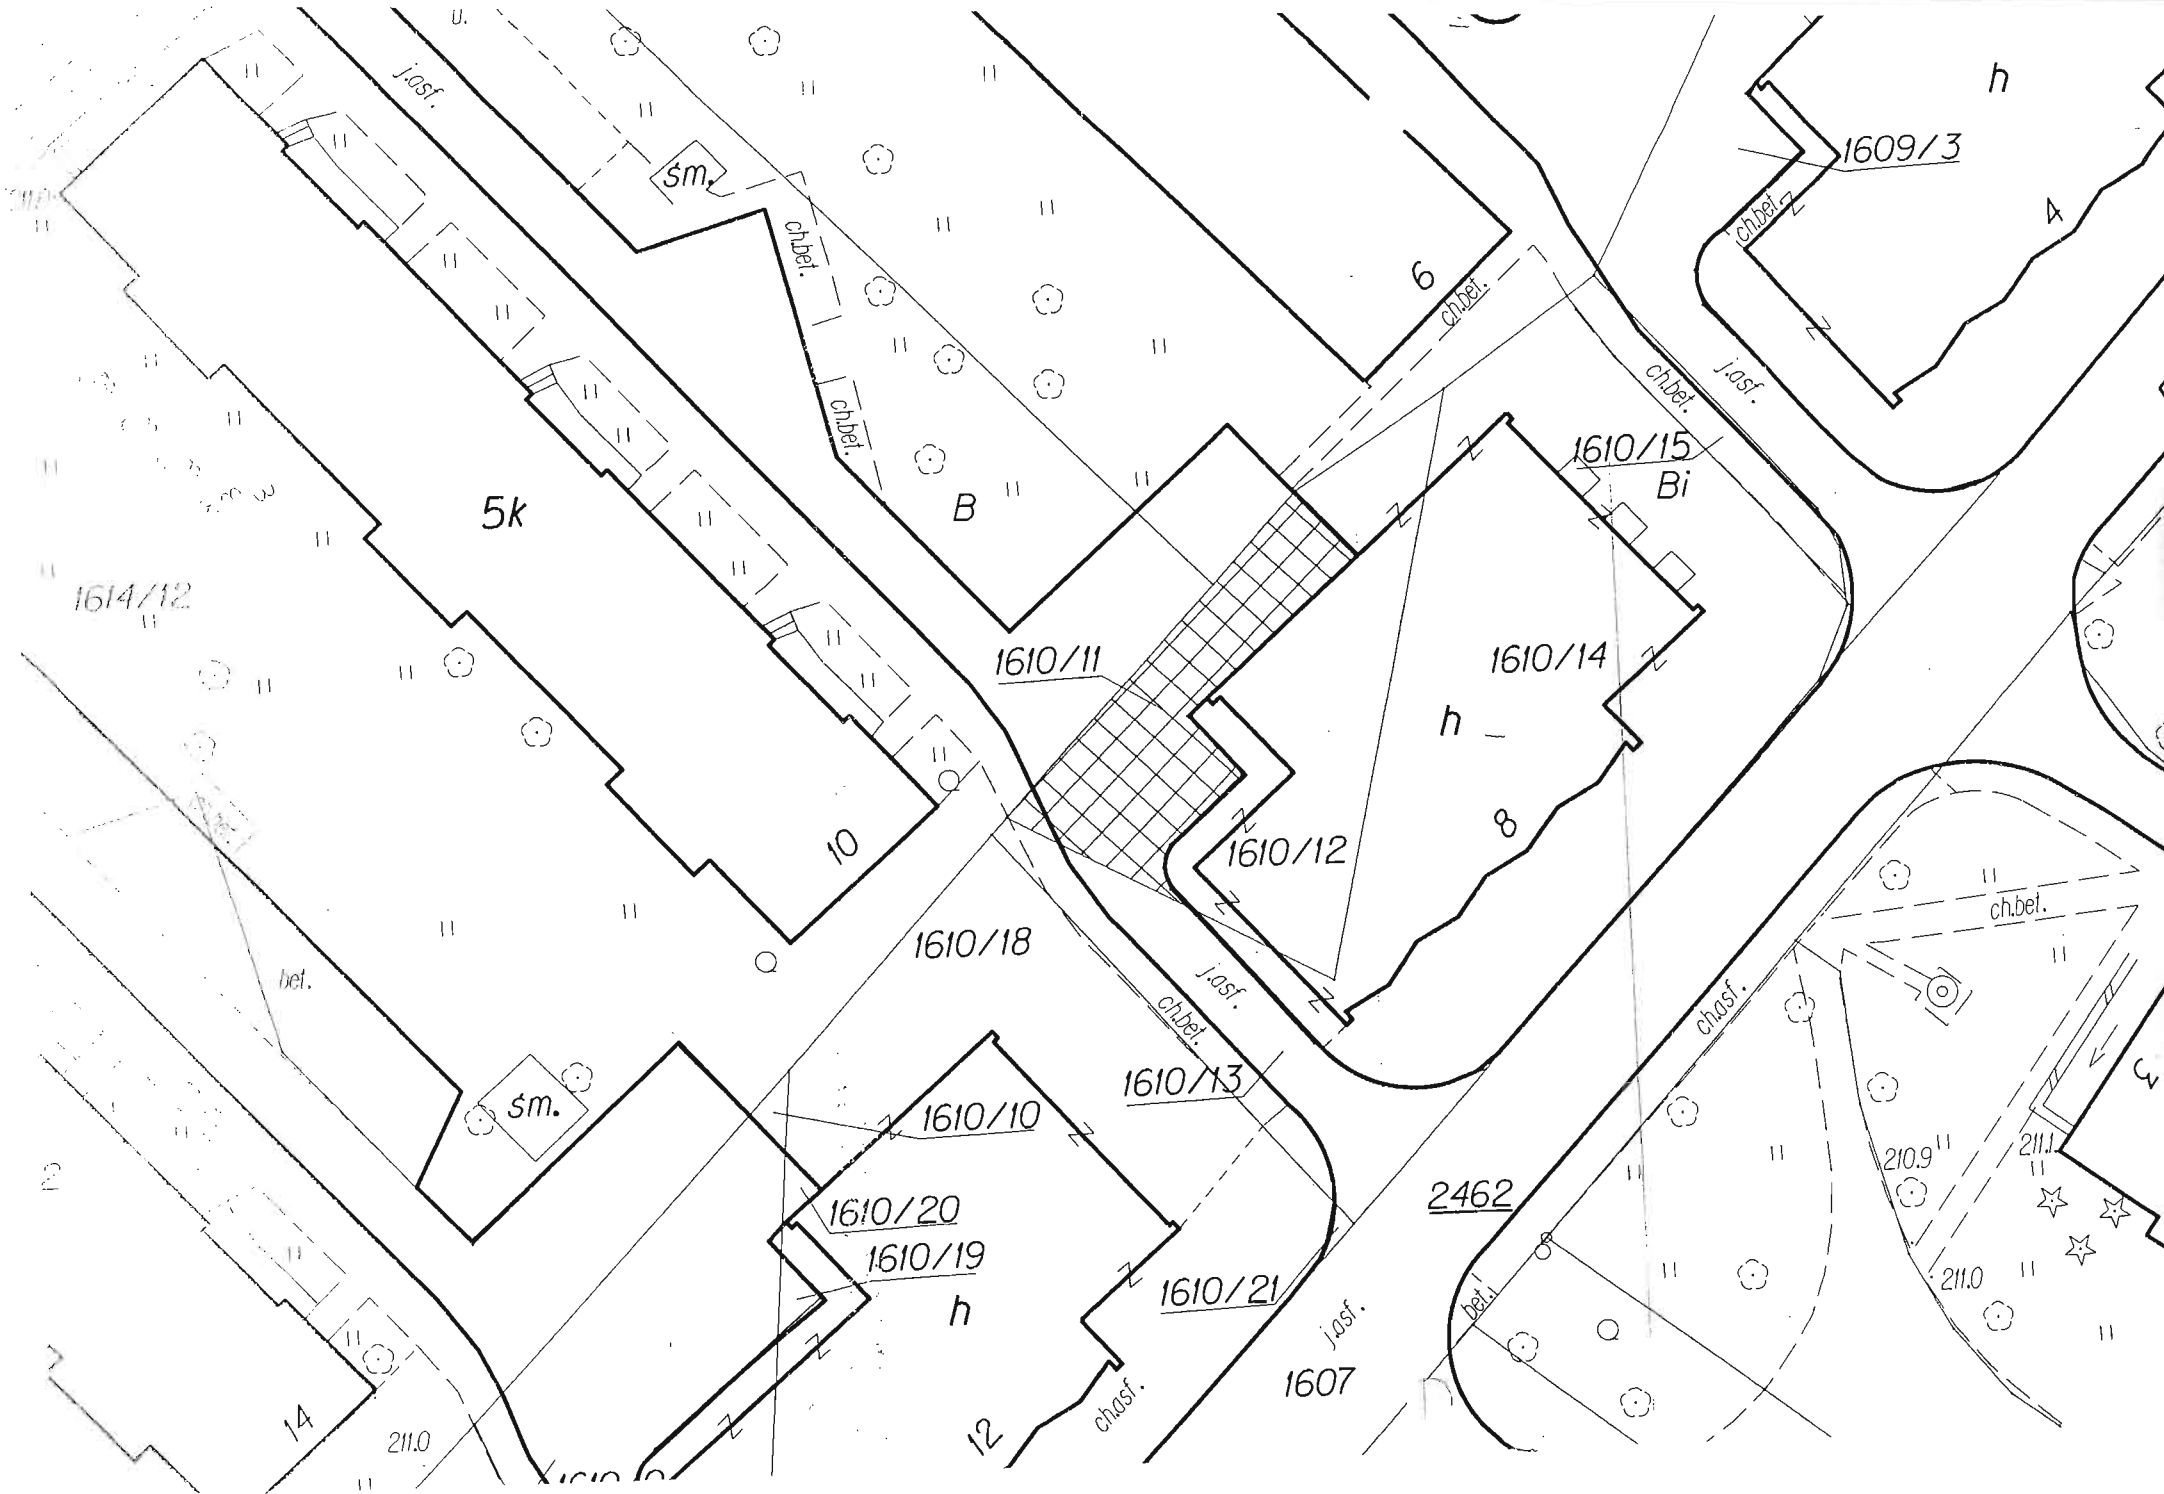 u.
j.asf.
h
śm.
1609/3
ch.bet.
4
ch.bet.
6
ch.bet.
j.asf.
ch.bet.
ch.bet.
1610/15
Bi
5k
B
1614/12
1610/11
1610/14
h
8
10
1610/12
ch.bet.
1610/18
bet.
j.asf.
ch.asf.
ch.bet.
3
1610/13
śm.
1610/10
210.9
211.1
2
2462
1610/20
1610/19
1610/21
211.0
h
bet.
j.asf.
1607
ch.asf.
14
12
211.0